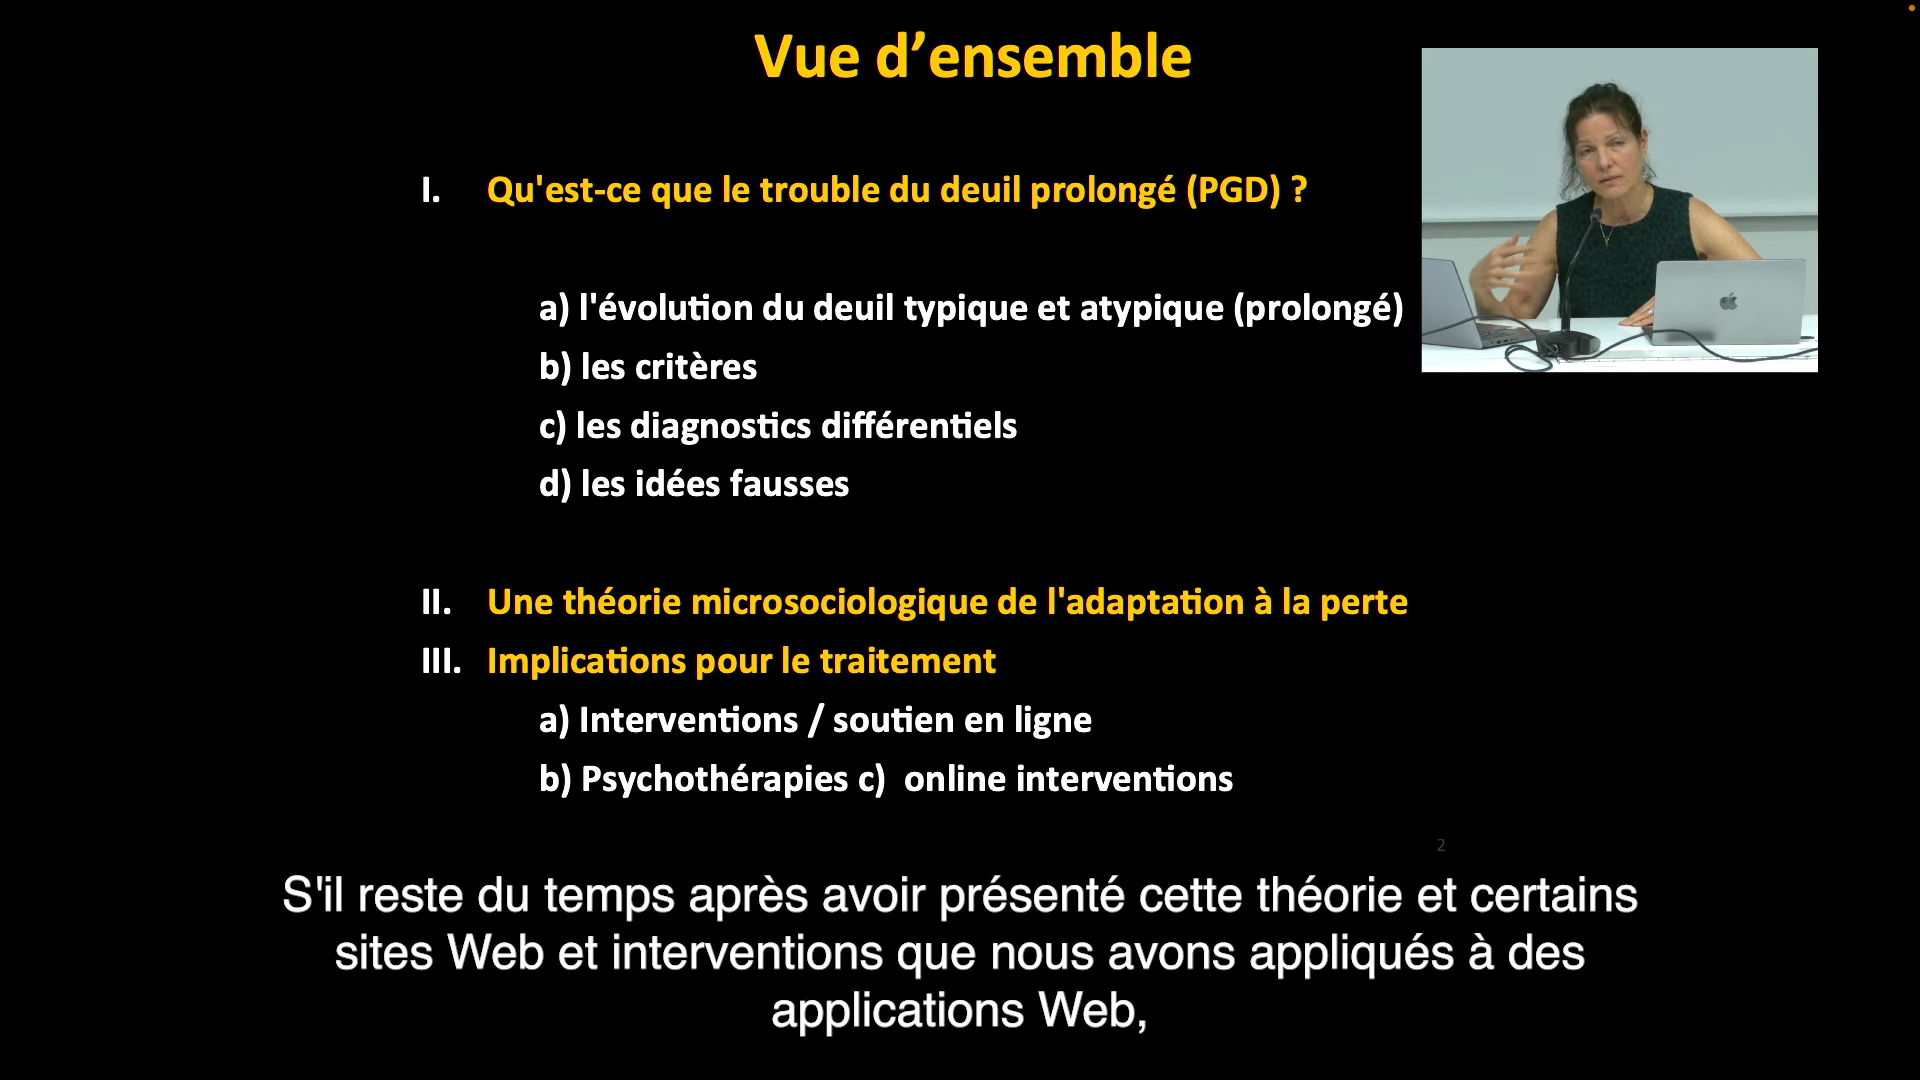 Vue d’ensemble
I. Qu'est-ce que le trouble du deuil prolongé (PGD) ?
a) l'évolution du deuil typique et atypique (prolongé)
b) les critères
c) les diagnostics différentiels
d) les idées fausses
II. Une théorie microsociologique de l'adaptation à la perte
III. Implications pour le traitement
a) Interventions / soutien en ligne
b) Psychothérapies c) online interventions
2
S'il reste du temps après avoir présenté cette théorie et certains
sites Web et interventions que nous avons appliqués à des
applications Web,